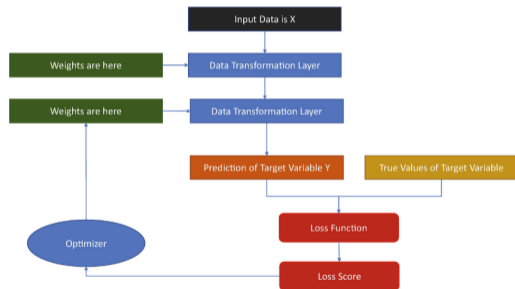 Input Data is X
Weights are here
Data Transformation Layer
Weights are here
Data Transformation Layer
Prediction of Target Variable Y
True Values of Target Variable
Loss Function
Optimizer
Loss Score